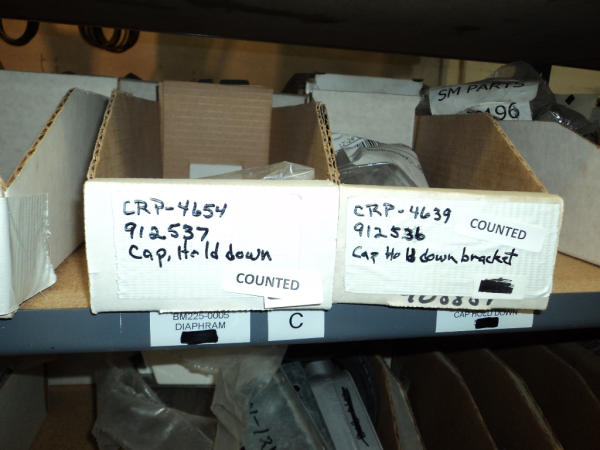 SM PARTS
196
CRP-4654
912537
Cap, Hold down
COUNTED
CRP-4639
912536
Cap Hold down bracket
COUNTED
BM225-0005
DIAPHRAM
C
CAP HOLD DOWN